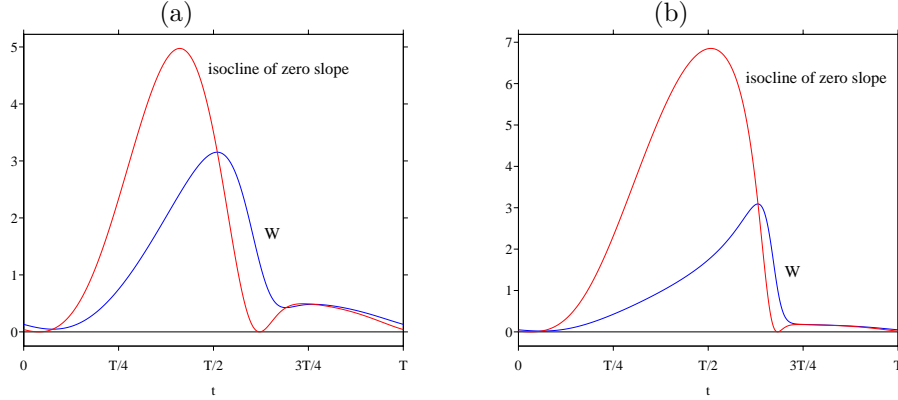 (a)
5
4
3
2
1
0
isocline of zero slope
W
0
T/4
T/2
3T/4
T
t
(b)
7
6
5
4
3
2
1
0
isocline of zero slope
W
0
T/4
T/2
3T/4
T
t